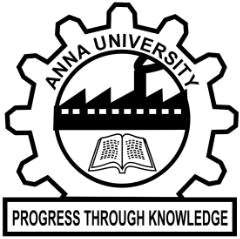 ANNA UNIVERSITY
PROGRESS THROUGH KNOWLEDGE